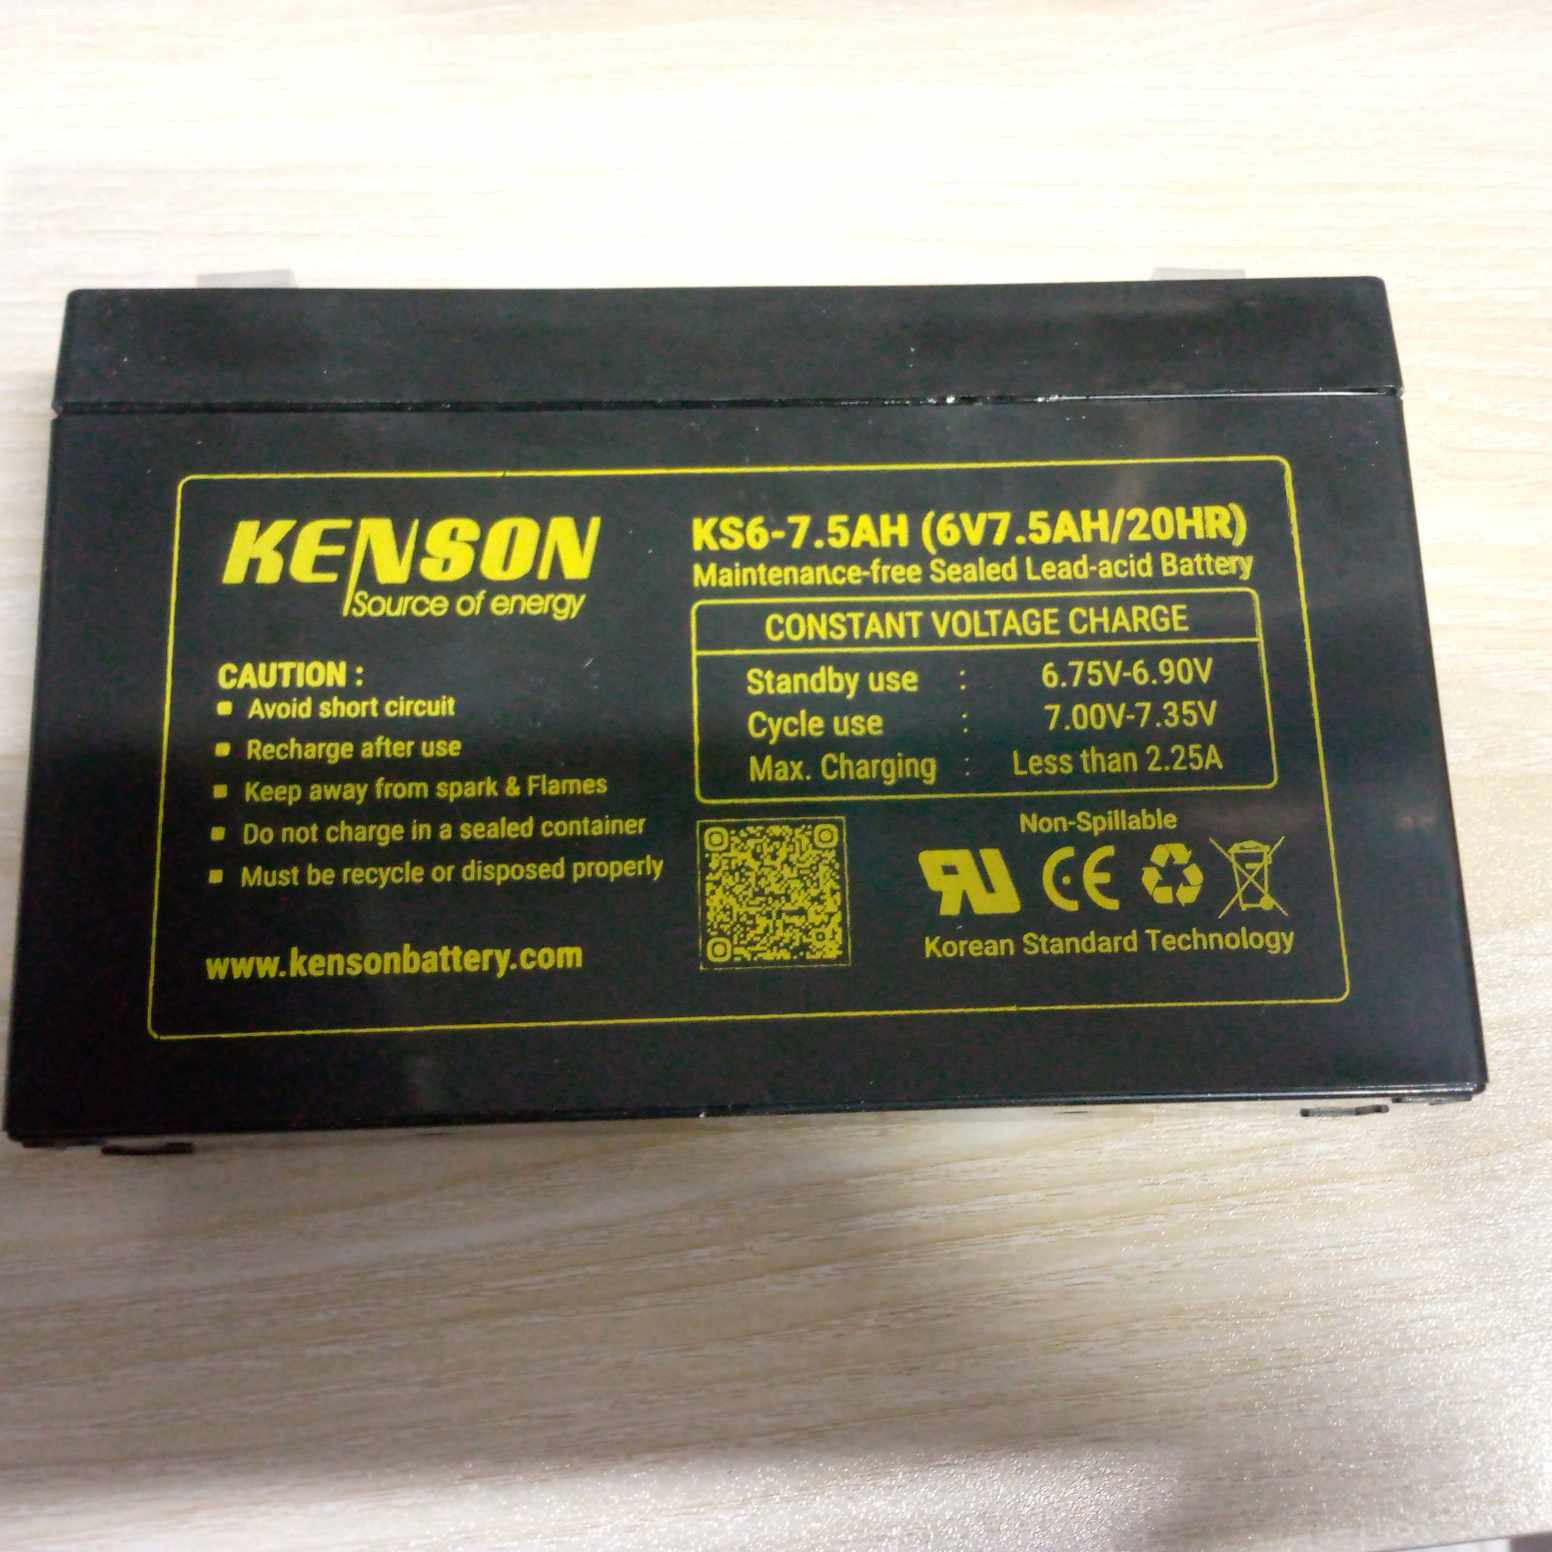 KENSON
Source of energy
CAUTION :
Avoid short circuit
Recharge after use
Keep away from spark & Flames
Do not charge in a sealed container
Must be recycle or disposed properly
www.kensonbattery.com
KS6-7.5AH (6V7.5AH/20HR)
Maintenance-free Sealed Lead-acid Battery
CONSTANT VOLTAGE CHARGE
Standby use : 6.75V-6.90V
Cycle use : 7.00V-7.35V
Max. Charging : Less than 2.25A
Non-Spillable
RU CE
Korean Standard Technology